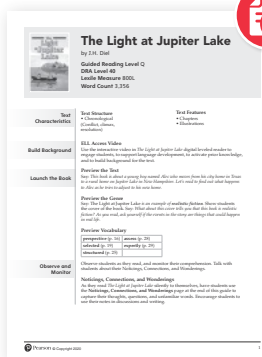 The Light at Jupiter Lake
by J.H. Diel
Guided Reading Level Q
DRA Level 40
Lexile Measure 800L
Word Count 3,356
Text
Characteristics
Text Structure
• Chronological
(Conflict, climax,
resolution)
Text Features
• Chapters
• Illustrations
Build Background
ELL Access Video
Use the interactive video in The Light at Jupiter Lake digital leveled reader to
engage students, to support language development, to activate prior knowledge,
and to build background for the text.
Launch the Book
Preview the Text
Say: This book is about a young boy named Alex who moves from his city home in Texas
to a rural home on Jupiter Lake in New Hampshire. Let's read to find out what happens
to Alex as he tries to adjust to his new home.
Preview the Genre
Say: The Light at Jupiter Lake is an example of realistic fiction. Show students
the cover of the book. Say: What about this cover tells you that this book is realistic
fiction? As you read, ask yourself if the events in the story are things that could happen
in real life.
Preview Vocabulary
perspective (p. 16) assess (p. 29)
selected (p. 29) expertly (p. 29)
structured (p. 29)
Observe and
Monitor
Observe students as they read, and monitor their comprehension. Talk with
students about their Noticings, Connections, and Wonderings.
Noticings, Connections, and Wonderings
As they read The Light at Jupiter Lake silently to themselves, have students use
the Noticings, Connections, and Wonderings page at the end of this guide to
capture their thoughts, questions, and unfamiliar words. Encourage students to
use their notes in discussions and writing.
Pearson © Copyright 2020
1